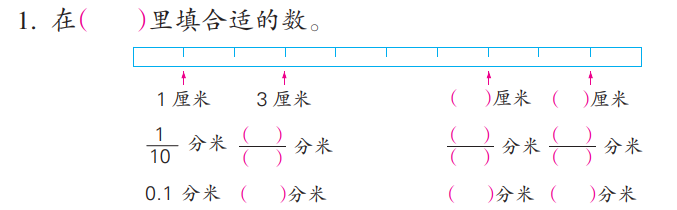 1. 在(　　)里填合适的数。
1厘米　3厘米　(　　)厘米　(　　)厘米
1/10 分米　(　　)/(　　) 分米　(　　)/(　　) 分米　(　　)/(　　) 分米
0.1 分米　(　　)分米　(　　)分米　(　　)分米